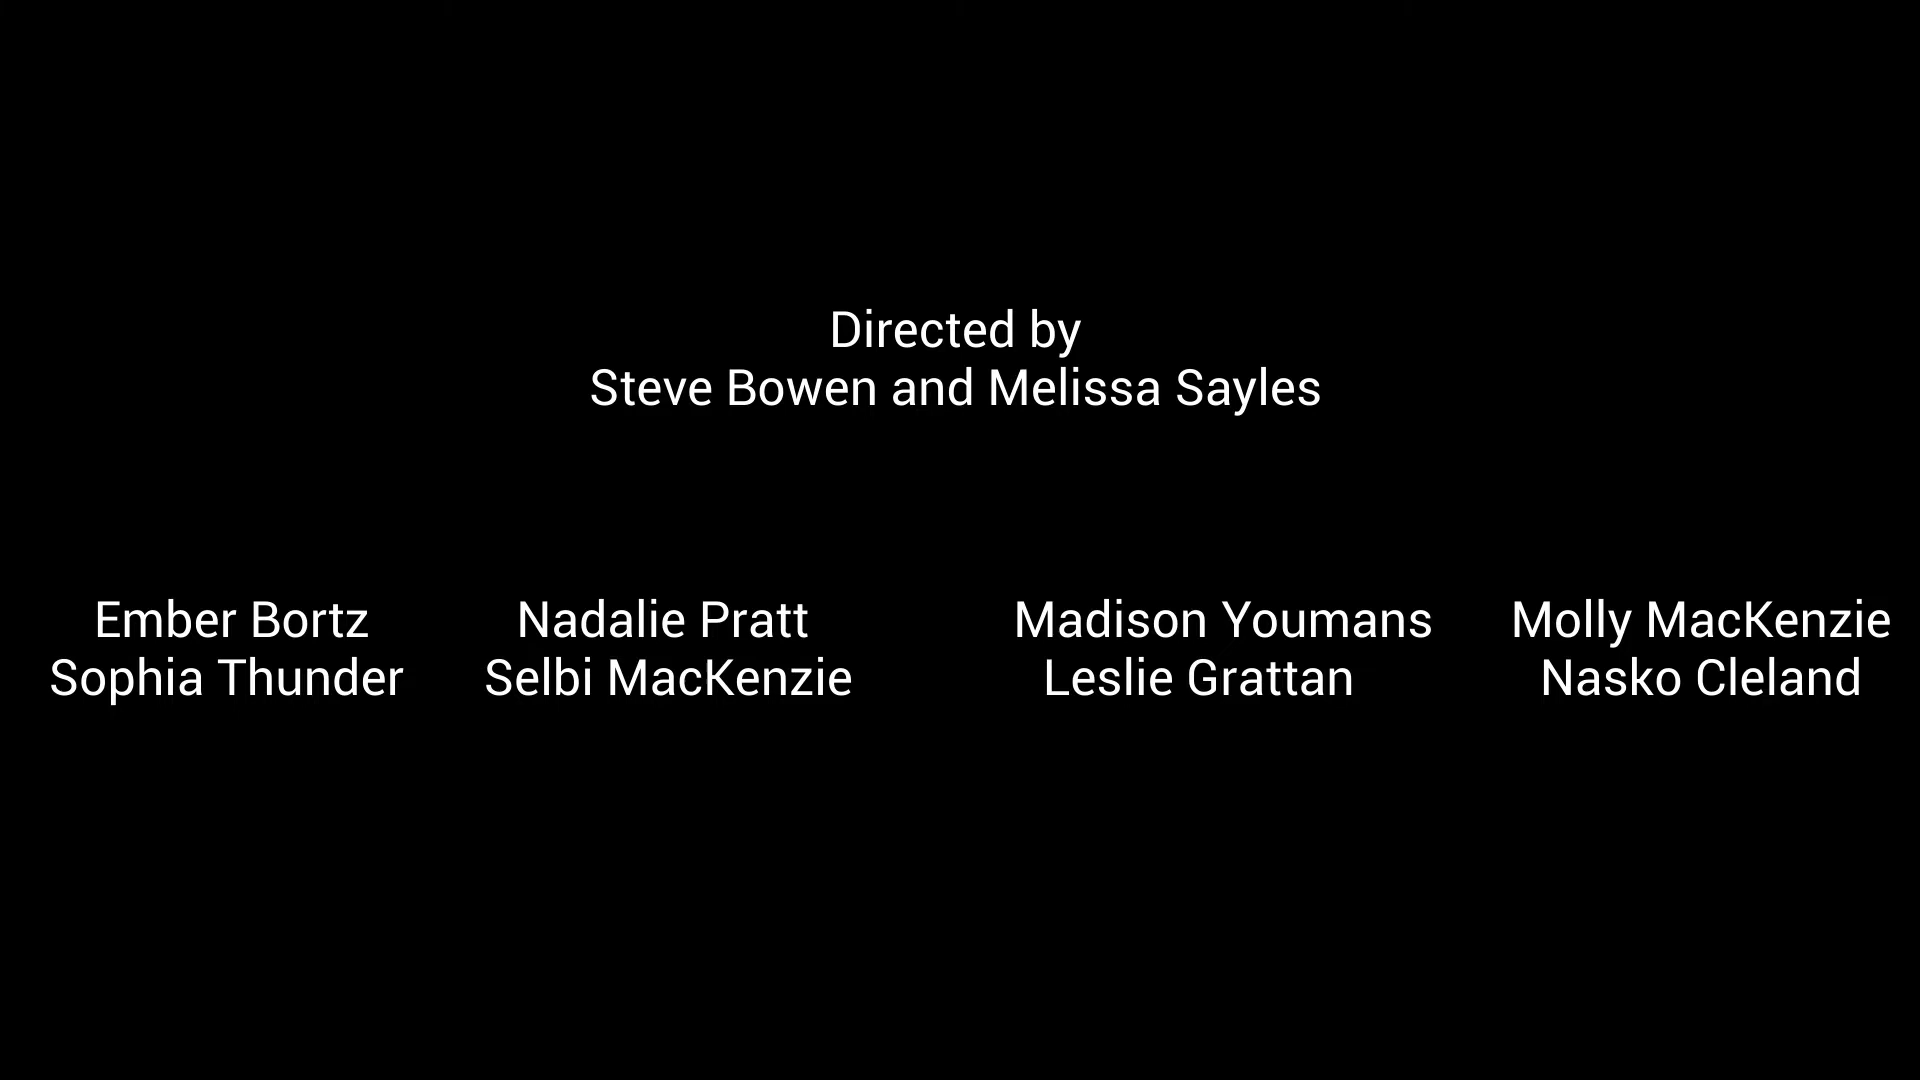 Directed by
Steve Bowen and Melissa Sayles
Ember Bortz Nadalie Pratt Madison Youmans Molly MacKenzie
Sophia Thunder Selbi MacKenzie Leslie Grattan Nasko Cleland